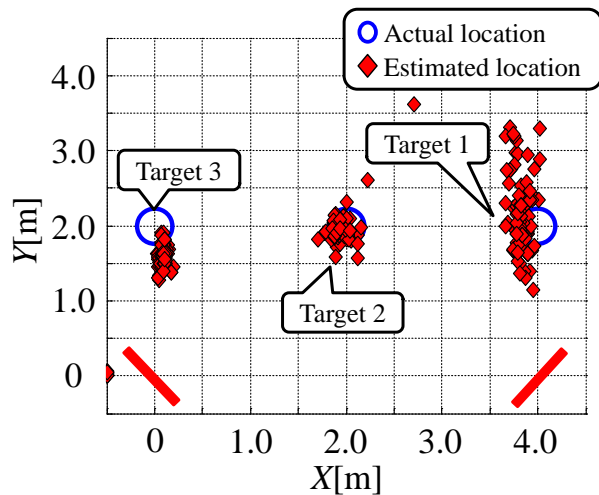 Actual location
Estimated location
4.0
3.0
2.0
1.0
0
Y[m]
Target 3
Target 1
Target 2
0
1.0
2.0
3.0
4.0
X[m]